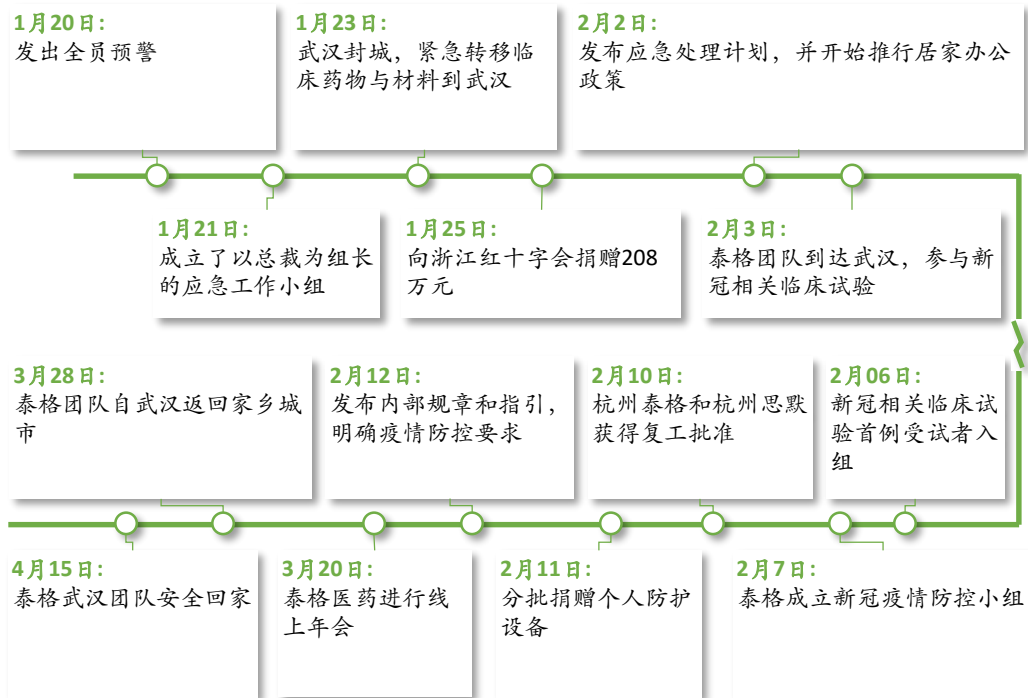 1月20日:
发出全员预警
1月23日:
武汉封城，紧急转移临
床药物与材料到武汉
2月2日:
发布应急处理计划，并开始推行居家办公
政策
1月21日:
成立了以总裁为组长
的应急工作小组
1月25日:
向浙江红十字会捐赠208
万元
2月3日:
泰格团队到达武汉，参与新
冠相关临床试验
3月28日:
泰格团队自武汉返回家乡城
市
2月12日:
发布内部规章和指引，
明确疫情防控要求
2月10日:
杭州泰格和杭州思默
获得复工批准
2月06日:
新冠相关临床试
验首例受试者入
组
4月15日:
泰格武汉团队安全回家
3月20日:
泰格医药进行线
上年会
2月11日:
分批捐赠个人防护
设备
2月7日:
泰格成立新冠疫情防控小组